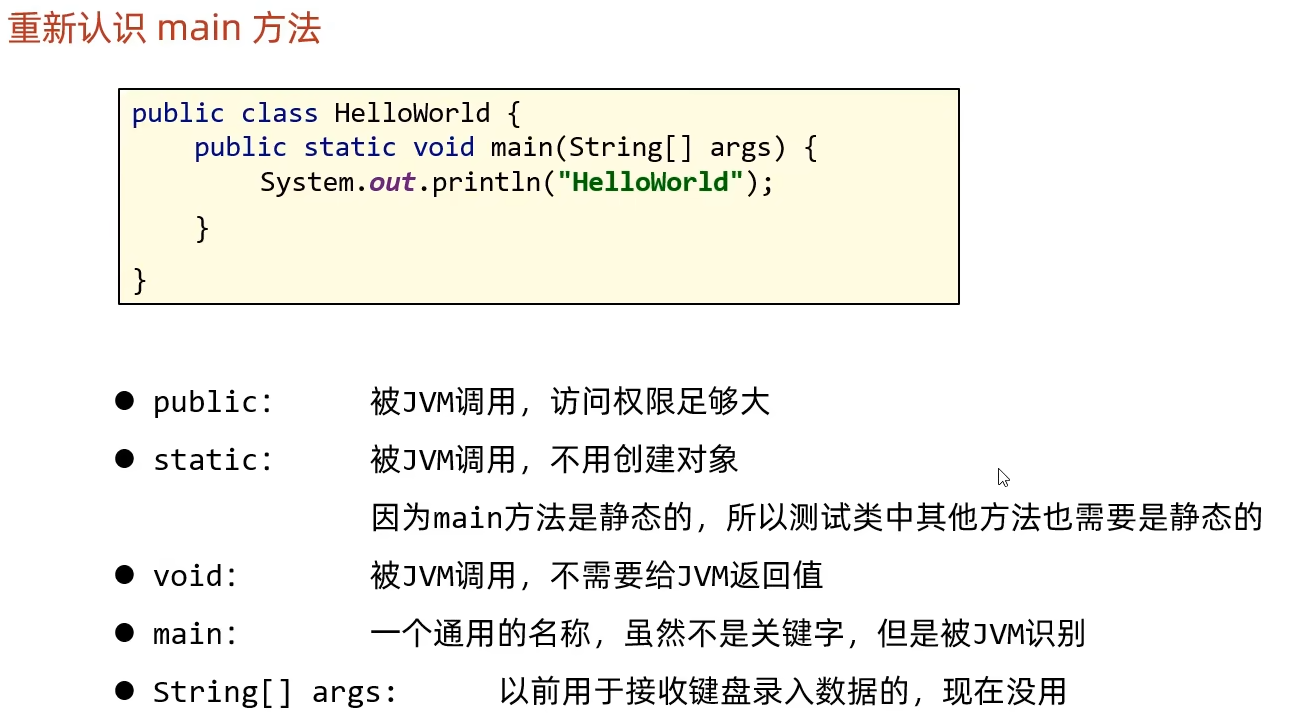 重新认识 main 方法
public class HelloWorld {
    public static void main(String[] args) {
        System.out.println("HelloWorld");
    }
}
● public： 被JVM调用，访问权限足够大
● static： 被JVM调用，不用创建对象
因为main方法是静态的，所以测试类中其他方法也需要是静态的
● void： 被JVM调用，不需要给JVM返回值
● main： 一个通用的名称，虽然不是关键字，但是被JVM识别
● String[] args： 以前用于接收键盘录入数据的，现在没用